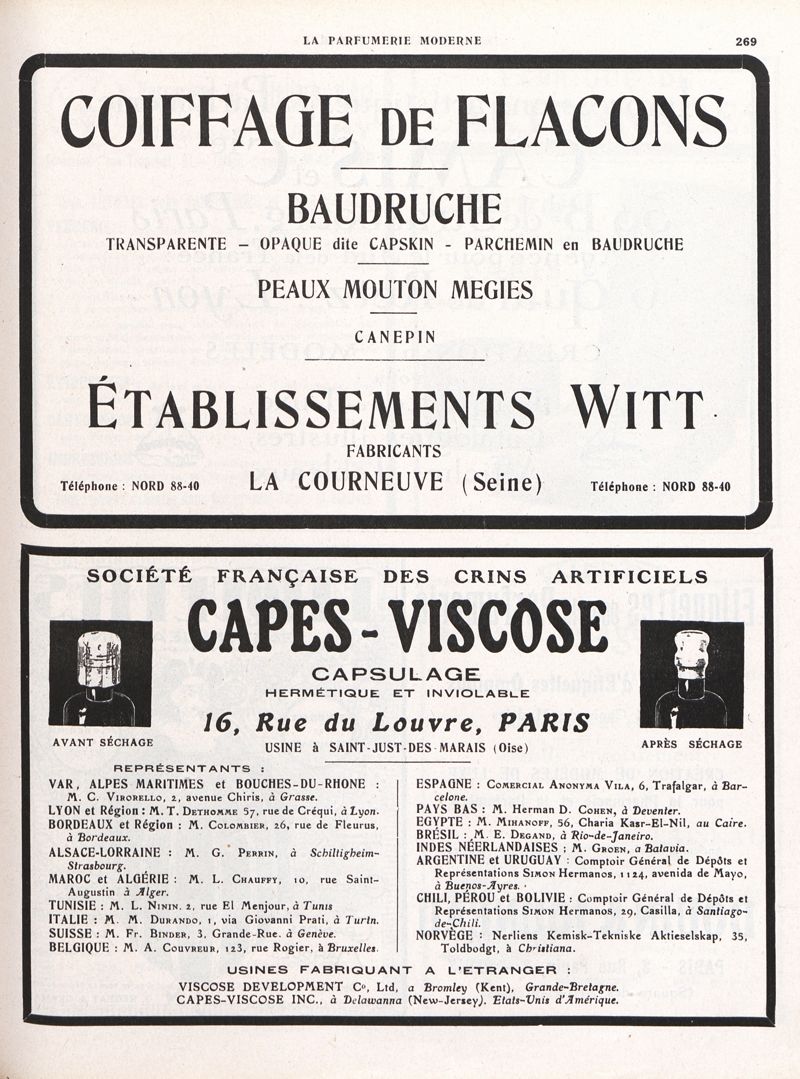 LA PARFUMERIE MODERNE 269
COIFFAGE DE FLACONS
BAUDRUCHE
TRANSPARENTE – OPAQUE dite CAPSKIN - PARCHEMIN en BAUDRUCHE
PEAUX MOUTON MEGIES
CANEPIN
ÉTABLISSEMENTS WITT
FABRICANTS
Téléphone : NORD 88-40 LA COURNEUVE (Seine) Téléphone : NORD 88-40
SOCIÉTÉ FRANÇAISE DES CRINS ARTIFICIELS
CAPES-VISCOSE
CAPSULAGE
HERMÉTIQUE ET INVIOLABLE
16, Rue du Louvre, PARIS
USINE à SAINT-JUST-DES-MARAIS (Oise)
AVANT SÉCHAGE
APRÈS SÉCHAGE
REPRÉSENTANTS :
VAR, ALPES MARITIMES et BOUCHES-DU-RHONE :
M. C. VIRORELLO, 2, avenue Chiris, à Grasse.
LYON et Région : M. T. DETHOMME 57, rue de Créqui, à Lyon.
BORDEAUX et Région : M. COLOMBIER, 26, rue de Fleurus,
à Bordeaux.
ALSACE-LORRAINE : M. G. PERRIN, à Schiltigheim-
Strasbourg.
MAROC et ALGÉRIE : M. L. CHAUFFY, 10, rue Saint-
Augustin à Alger.
TUNISIE : M. L. NININ. 2, rue El Menjour, à Tunis
ITALIE : M. M. DURANDO, 1, via Giovanni Prati, à Turin.
SUISSE : M. Fr. BINDER, 3, Grande-Rue. à Genève.
BELGIQUE : M. A. COUVREUR, 123, rue Rogier, à Bruxelles.
ESPAGNE : COMERCIAL ANONYMA VILA, 6, Trafalgar, à Bar-
celone.
PAYS BAS : M. Herman D. COHEN, à Deventer.
EGYPTE : M. MIHANOFF, 56, Charia Kasr-El-Nil, au Caire.
BRÉSIL : M. E. DEGAND, à Rio-de-Janeiro.
INDES NÉERLANDAISES : M. GROEN, a Batavia.
ARGENTINE et URUGUAY : Comptoir Général de Dépôts et
Représentations SIMON Hermanos, 1124, avenida de Mayo,
à Buenos-Ayres.
CHILI, PÉROU et BOLIVIE : Comptoir Général de Dépôts et
Représentations SIMON Hermanos, 29, Casilla, à Santiago-
de-Chili.
NORVÈGE : Nerliens Kemisk-Tekniske Aktieselskap, 35,
Toldbodgt, à Christiana.
USINES FABRIQUANT A L'ETRANGER :
VISCOSE DEVELOPMENT Cº, Ltd, a Bromley (Kent), Grande-Bretagne.
CAPES-VISCOSE INC., à Delawanna (New-Jersey). Etats-Unis d'Amérique.